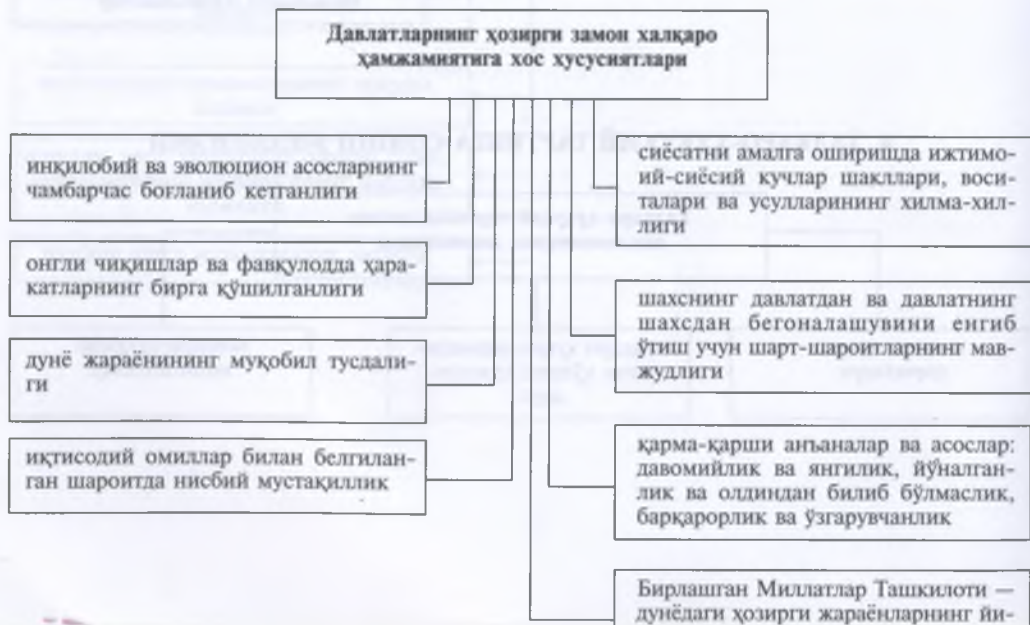 Давлатларнинг ҳозирги замон халқаро
ҳамжамиятига хос хусусиятлари
инқилобий ва эволюцион асосларнинг
чамбарчас боғланиб кетганлиги
онгли чиқишлар ва фавқулодда ҳара-
катларнинг бирга қўшилганлиги
дунё жараёнининг муқобил тусдали-
ги
иқтисодий омиллар билан белгилан-
ган шароитда нисбий мустақиллик
сиёсатни амалга оширишда ижтимо-
ий-сиёсий кучлар шакллари, воси-
талари ва усулларининг хилма-хил-
лиги
шахснинг давлатдан ва давлатнинг
шахсдан бегоналашувини енгиб
ўтиш учун шарт-шароитларнинг мав-
жудлиги
қарма-қарши анъаналар ва асослар:
давомийлик ва янгилик, йўналган-
лик ва олдиндан билиб бўлмаслик,
барқарорлик ва ўзгарувчанлик
Бирлашган Миллатлар Ташкилоти —
дунёдаги ҳозирги жараёнларнинг йи-